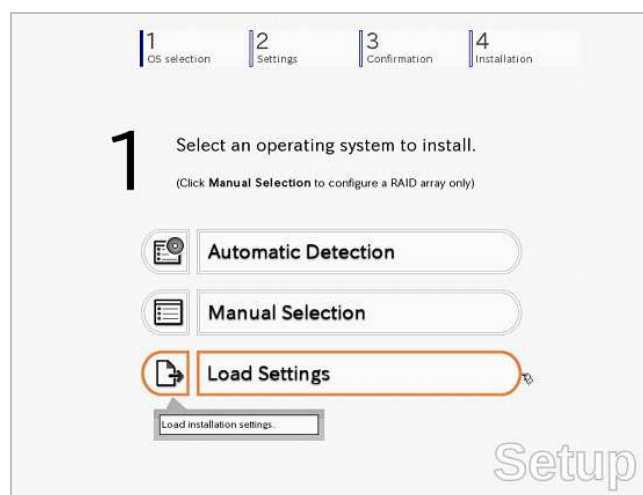 1
OS selection
2
Settings
3
Confirmation
4
Installation
1
Select an operating system to install.
(Click Manual Selection to configure a RAID array only)
Automatic Detection
Manual Selection
Load Settings
Load installation settings.
Setup